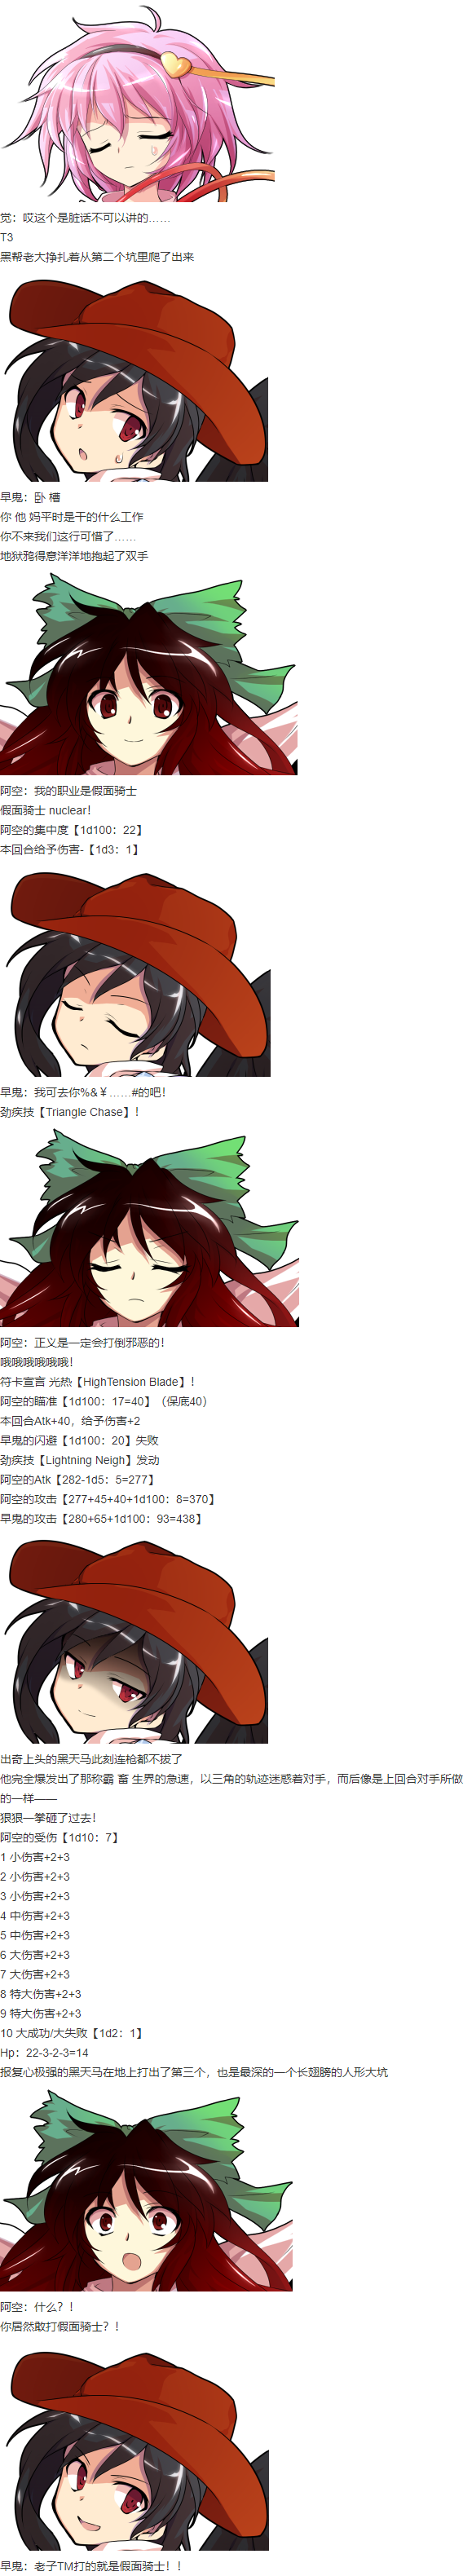 觉：哎这个是脏话不可以讲的……
T3
黑帮老大挣扎着从第二个坑里爬了出来
早鬼：卧 槽
你 他 妈平时是干的什么工作
你不来我们这行可惜了……
地狱鸦得意洋洋地抱起了双手
阿空：我的职业是假面骑士
假面骑士 nuclear！
阿空的集中度【1d100：22】
本回合给予伤害-【1d3：1】
早鬼：我可去你%&￥……#的吧！
劲疾技【Triangle Chase】！
阿空：正义是一定会打倒邪恶的！
哦哦哦哦哦哦！
符卡宣言 光热【HighTension Blade】！
阿空的瞄准【1d100：17=40】（保底40）
本回合Atk+40，给予伤害+2
早鬼的闪避【1d100：20】失败
劲疾技【Lightning Neigh】发动
阿空的Atk【282-1d5：5=277】
阿空的攻击【277+45+40+1d100：8=370】
早鬼的攻击【280+65+1d100：93=438】
出奇上头的黑天马此刻连枪都不拔了
他完全爆发出了那称霸 畜 生界的急速，以三角的轨迹迷惑着对手，而后像是上回合对手所做
的一样——
狠狠一拳砸了过去！
阿空的受伤【1d10：7】
1 小伤害+2+3
2 小伤害+2+3
3 小伤害+2+3
4 中伤害+2+3
5 中伤害+2+3
6 大伤害+2+3
7 大伤害+2+3
8 特大伤害+2+3
9 特大伤害+2+3
10 大成功/大失败【1d2：1】
Hp：22-3-2-3=14
报复心极强的黑天马在地上打出了第三个，也是最深的一个长翅膀的人形大坑
阿空：什么？！
你居然敢打假面骑士？！
早鬼：老子TM打的就是假面骑士！！